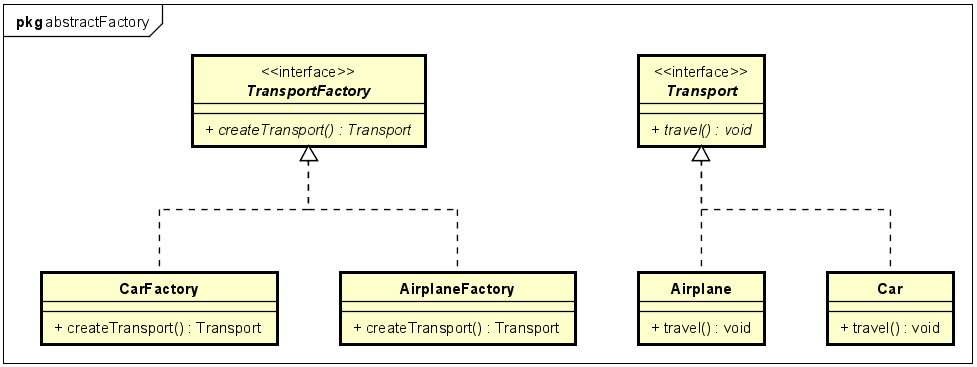 pkg abstractFactory
<<interface>>
TransportFactory
+ createTransport() : Transport
<<interface>>
Transport
+ travel() : void
CarFactory
+ createTransport() : Transport
AirplaneFactory
+ createTransport() : Transport
Airplane
+ travel() : void
Car
+ travel() : void